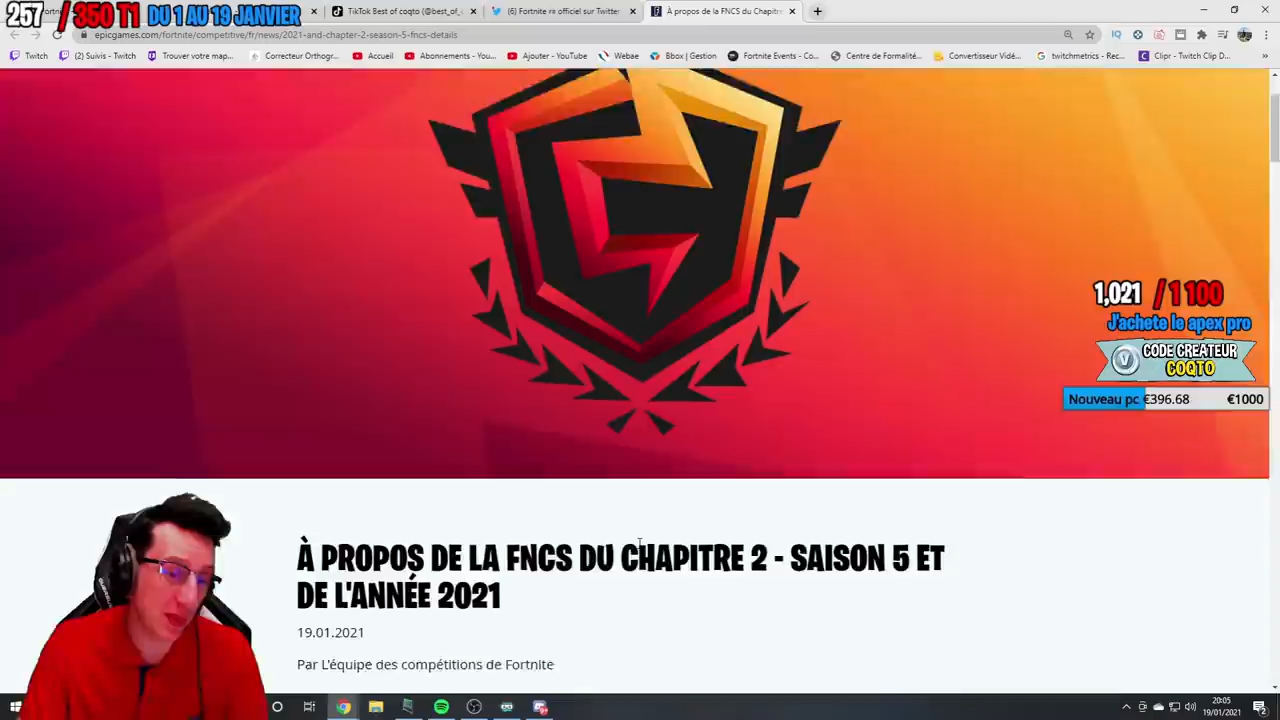 257 / 350 T1 DU 1 AU 19 JANVIER
TikTok Best of coqto (@best_of_
(6) Fortnite FR officiel sur Twitter
À propos de la FNCS du Chapitre
epicgames.com/fortnite/competitive/fr/news/2021-and-chapter-2-season-5-fncs-details
Twitch
(2) Suivis - Twitch
Trouver votre map...
Correcteur Orthogr...
Accueil
Abonnements - You...
Ajouter - YouTube
Webae
Bbox | Gestion
Fortnite Events - Co...
Centre de Formalité...
Convertisseur Vidé...
twitchmetrics - Rec...
Clipr - Twitch Clip D...
1,021 / 1 100
J'achete le apex pro
CODE CREATEUR
COQTO
Nouveau pc €396.68 €1000
À PROPOS DE LA FNCS DU CHAPITRE 2 - SAISON 5 ET
DE L'ANNÉE 2021
19.01.2021
Par L'équipe des compétitions de Fortnite
20:05
19/01/2021
2